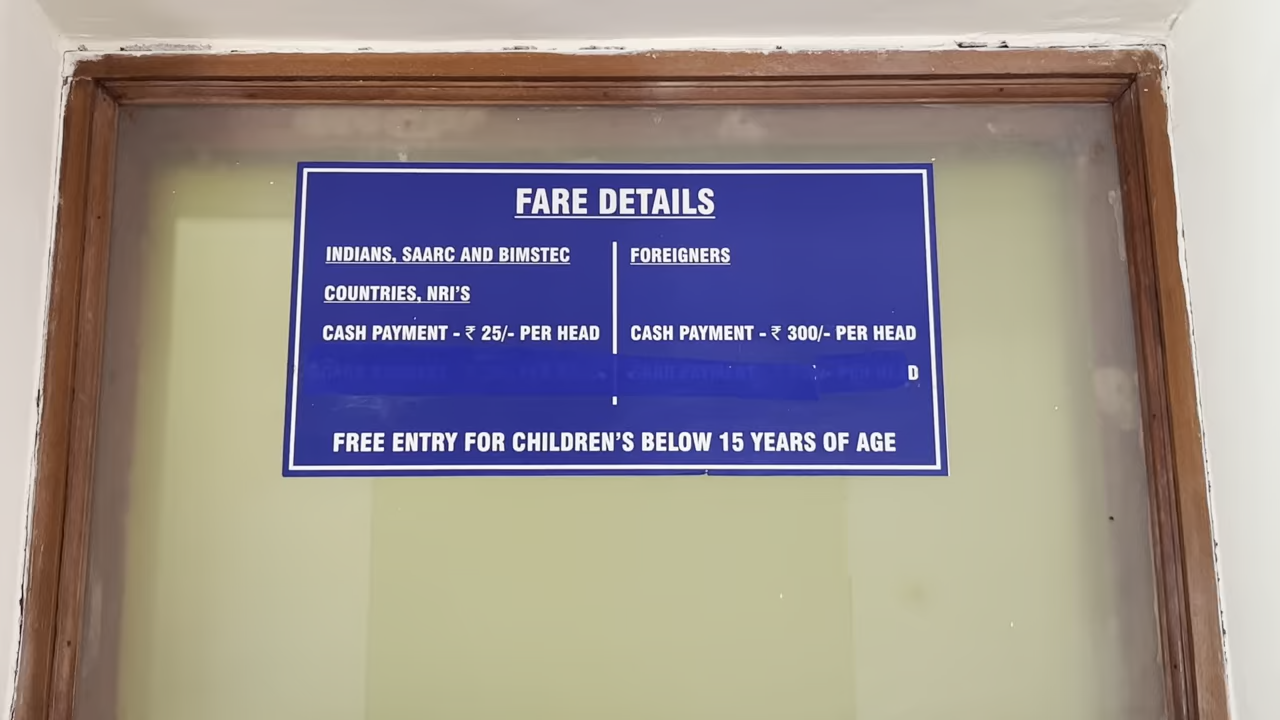 FARE DETAILS
INDIANS, SAARC AND BIMSTEC
COUNTRIES, NRI'S
CASH PAYMENT - ₹ 25/- PER HEAD
FOREIGNERS
CASH PAYMENT - ₹ 300/- PER HEAD
D
FREE ENTRY FOR CHILDREN'S BELOW 15 YEARS OF AGE